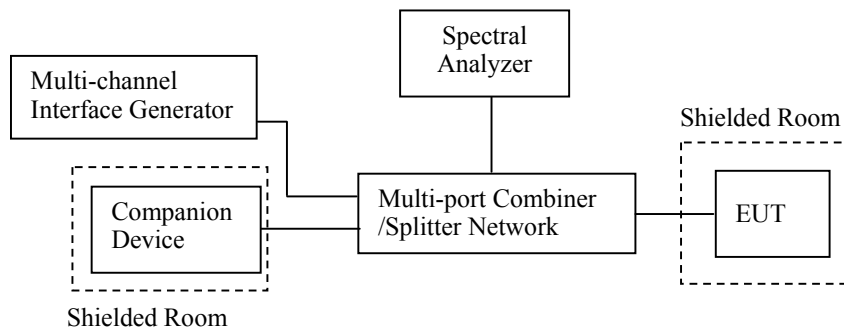 Spectral
Analyzer
Multi-channel
Interface Generator
Shielded Room
Companion
Device
Multi-port Combiner
/Splitter Network
EUT
Shielded Room